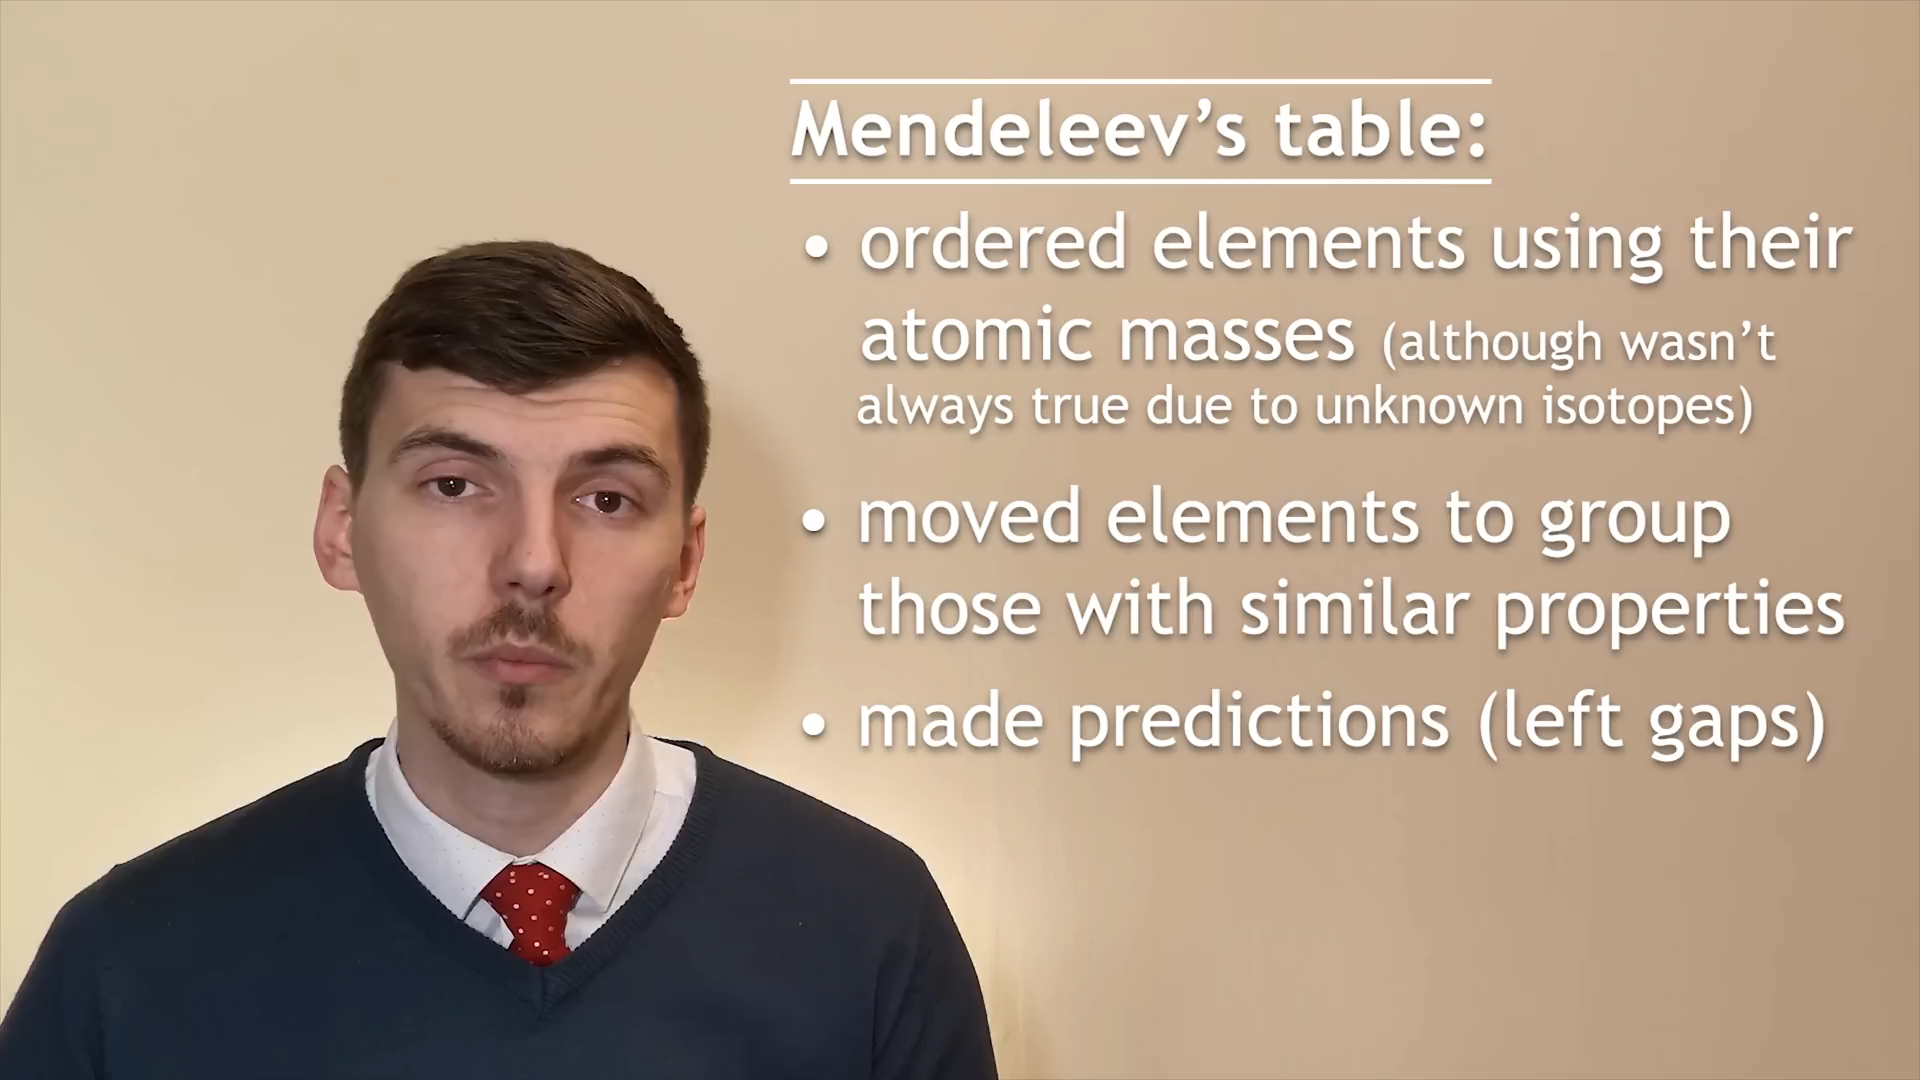 Mendeleev’s table:
• ordered elements using their
atomic masses (although wasn’t
always true due to unknown isotopes)
• moved elements to group
those with similar properties
• made predictions (left gaps)